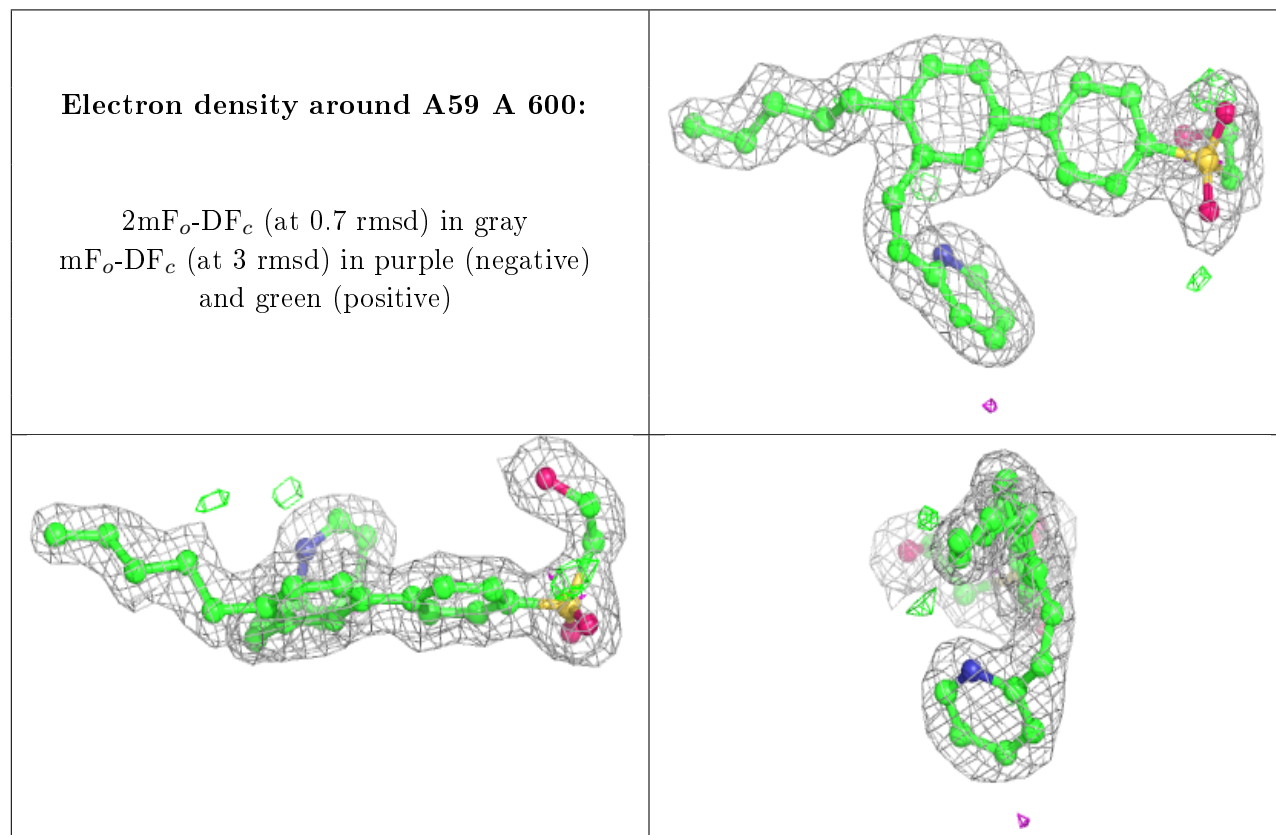 Electron density around A59 A 600:
2mFo-DFc (at 0.7 rmsd) in gray
mFo-DFc (at 3 rmsd) in purple (negative)
and green (positive)